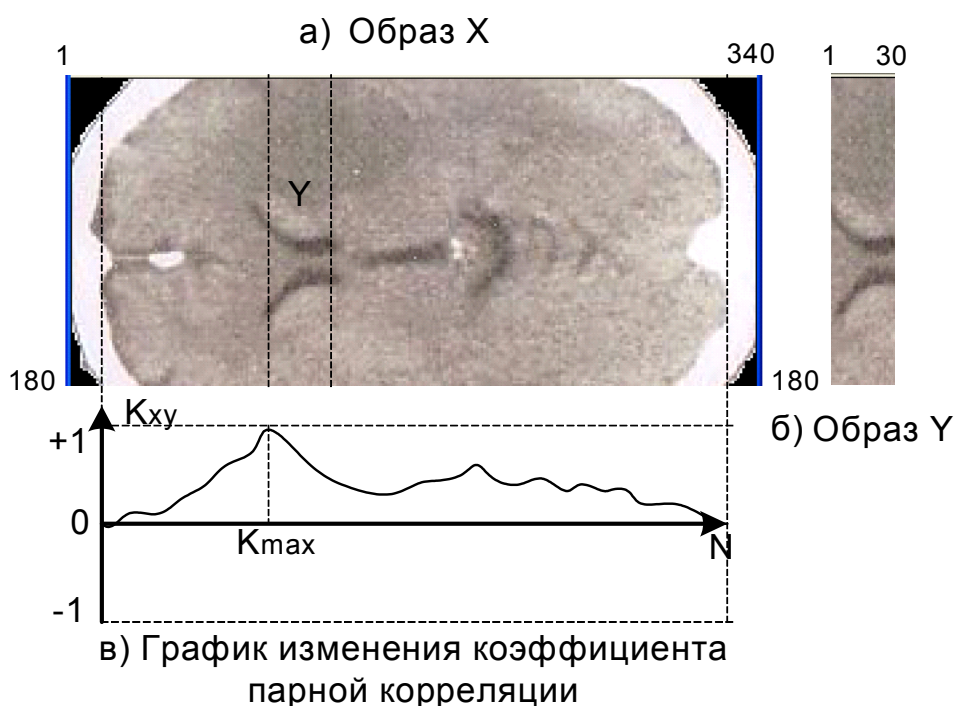 а) Образ X
1
340
1 30
Y
180
180
б) Образ Y
Kxy
+1
0
Kmax
N
-1
в) График изменения коэффициента
парной корреляции